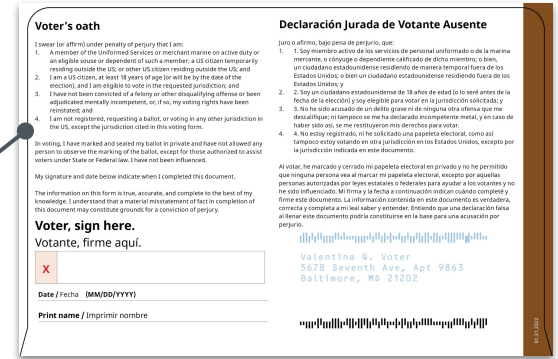 Voter's oath
I swear (or affirm) under penalty of perjury that I am:
1. A member of the Uniformed Services or merchant marine on active duty or
an eligible souse or dependent of such a member; a US citizen temporarily
residing outside the US; or other US citizen residing outside the US; and
2. I am a US citizen, at least 18 years of age (or will be by the date of the
election), and I am eligible to vote in the requested jurisdiction; and
3. I have not been convicted of a felony or other disqualifying offense or been
adjudicated mentally incompetent, or, if so, my voting rights have been
reinstated; and
4. I am not registered, requesting a ballot, or voting in any other jurisdiction in
the US, except the jurisdiction cited in this voting form.
In voting, I have marked and sealed my ballot in private and have not allowed any
person to observe the marking of the ballot, except for those authorized to assist
voters under State or Federal law. I have not been influenced.
My signature and date below indicate when I completed this document.
The information on this form is true, accurate, and complete to the best of my
knowledge. I understand that a material misstatement of fact in completion of
this document may constitute grounds for a conviction of perjury.
Voter, sign here.
Votante, firme aquí.
X
Date / Fecha (MM/DD/YYYY)
Print name / Imprimir nombre
Declaración Jurada de Votante Ausente
Juro o afirmo, bajo pena de perjurio, que:
1. 1. Soy miembro activo de los servicios de personal uniformado o de la marina
mercante, o cónyuge o dependiente calificado de dicho miembro; o bien,
un ciudadano estadounidense residiendo de manera temporal fuera de los
Estados Unidos; o bien un ciudadano estadounidense residiendo fuera de los
Estados Unidos; y
2. 2. Soy un ciudadano estadounidense de 18 años de edad (o lo seré antes de la
fecha de la elección) y soy elegible para votar en la jurisdicción solicitada; y
3. 3. No he sido acusado de un delito grave ni de ninguna otra ofensa que me
descalifique; ni tampoco se me ha declarado incompetente metal, y en caso de
haber sido así, se me restituyeron mis derechos para votar.
4. 4. No estoy registrado, ni he solicitado una papeleta electoral, como así
tampoco estoy votando en otra jurisdicción en los Estados Unidos, excepto por
la jurisdicción mencionada en este documento.
Al votar, he marcado y cerrado mi papeleta electoral en privado y no he permitido
que ninguna persona vea al marcar mi papeleta electoral, excepto por aquellas
personas autorizadas por leyes estatales o federales para ayudar a los votantes y no
he sido influimidado. Mi firma y la fecha a continuación indican cuándo completé y
firme este documento. La información contenida en este documento es verdadera,
correcta y completa a mi leal saber y entender. Entiendo que una declaración falsa
al llenar este documento podría constituirse en la base para una acusación por
perjurio.
Valentina Q. Voter
5678 Seventh Ave, Apt 9863
Baltimore, MD 21202
01.31.2022